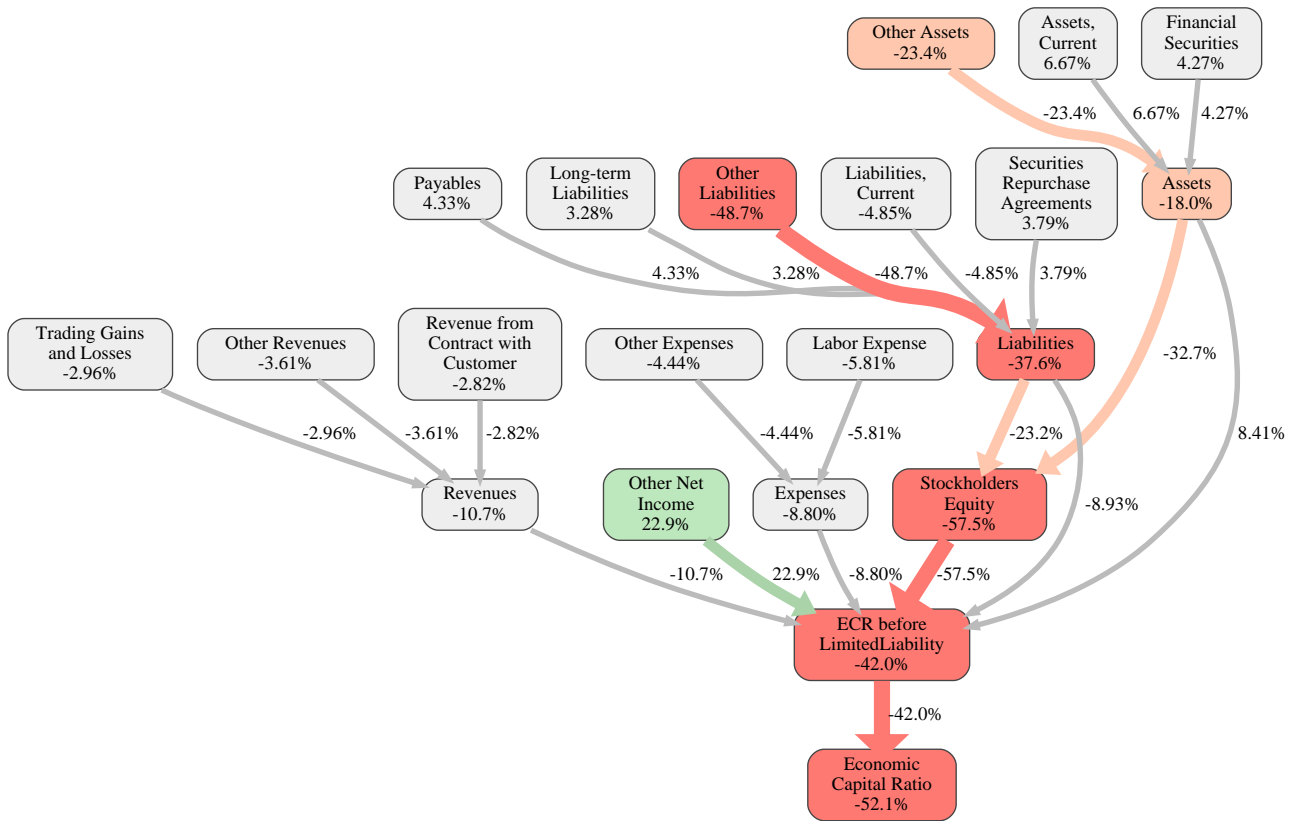 Other Assets
-23.4%
Assets,
Current
6.67%
Financial
Securities
4.27%
-23.4%
6.67%
4.27%
Payables
4.33%
Long-term
Liabilities
3.28%
Other
Liabilities
-48.7%
Liabilities,
Current
-4.85%
Securities
Repurchase
Agreements
3.79%
Assets
-18.0%
4.33%
3.28%
-48.7%
-4.85%
3.79%
Trading Gains
and Losses
-2.96%
Other Revenues
-3.61%
Revenue from
Contract with
Customer
-2.82%
Other Expenses
-4.44%
Labor Expense
-5.81%
Liabilities
-37.6%
-32.7%
-2.96%
-3.61%
-2.82%
-4.44%
-5.81%
-23.2%
8.41%
Revenues
-10.7%
Other Net
Income
22.9%
Expenses
-8.80%
Stockholders
Equity
-57.5%
-8.93%
-10.7%
22.9%
-8.80%
-57.5%
ECR before
LimitedLiability
-42.0%
-42.0%
Economic
Capital Ratio
-52.1%